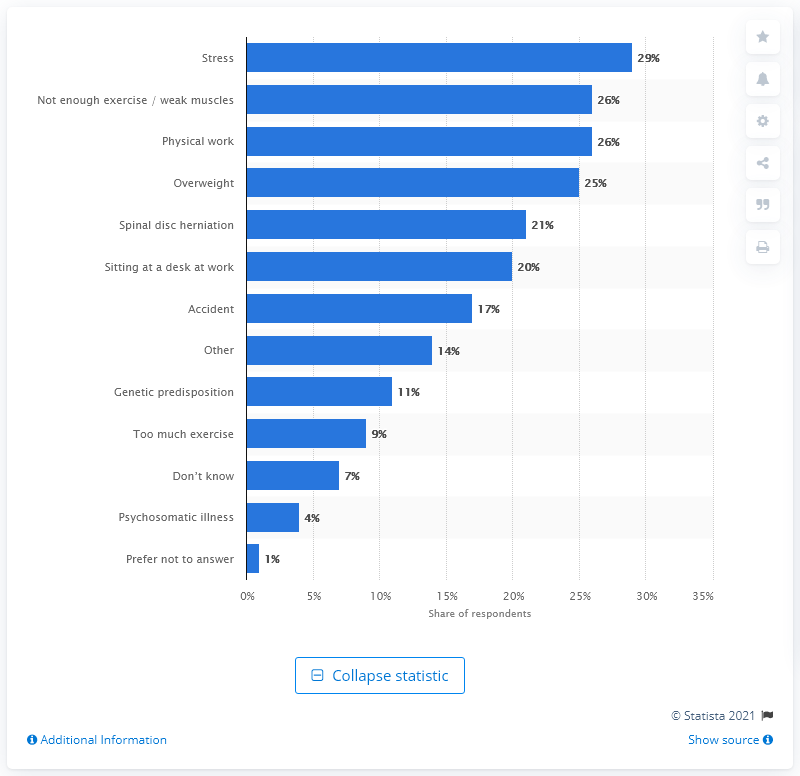 Stress 29%
Not enough exercise / weak muscles 26%
Physical work 26%
Overweight 25%
Spinal disc herniation 21%
Sitting at a desk at work 20%
Accident 17%
Other 14%
Genetic predisposition 11%
Too much exercise 9%
Don’t know 7%
Psychosomatic illness 4%
Prefer not to answer 1%
0% 5% 10% 15% 20% 25% 30% 35%
Share of respondents
Collapse statistic
© Statista 2021
Additional Information Show source